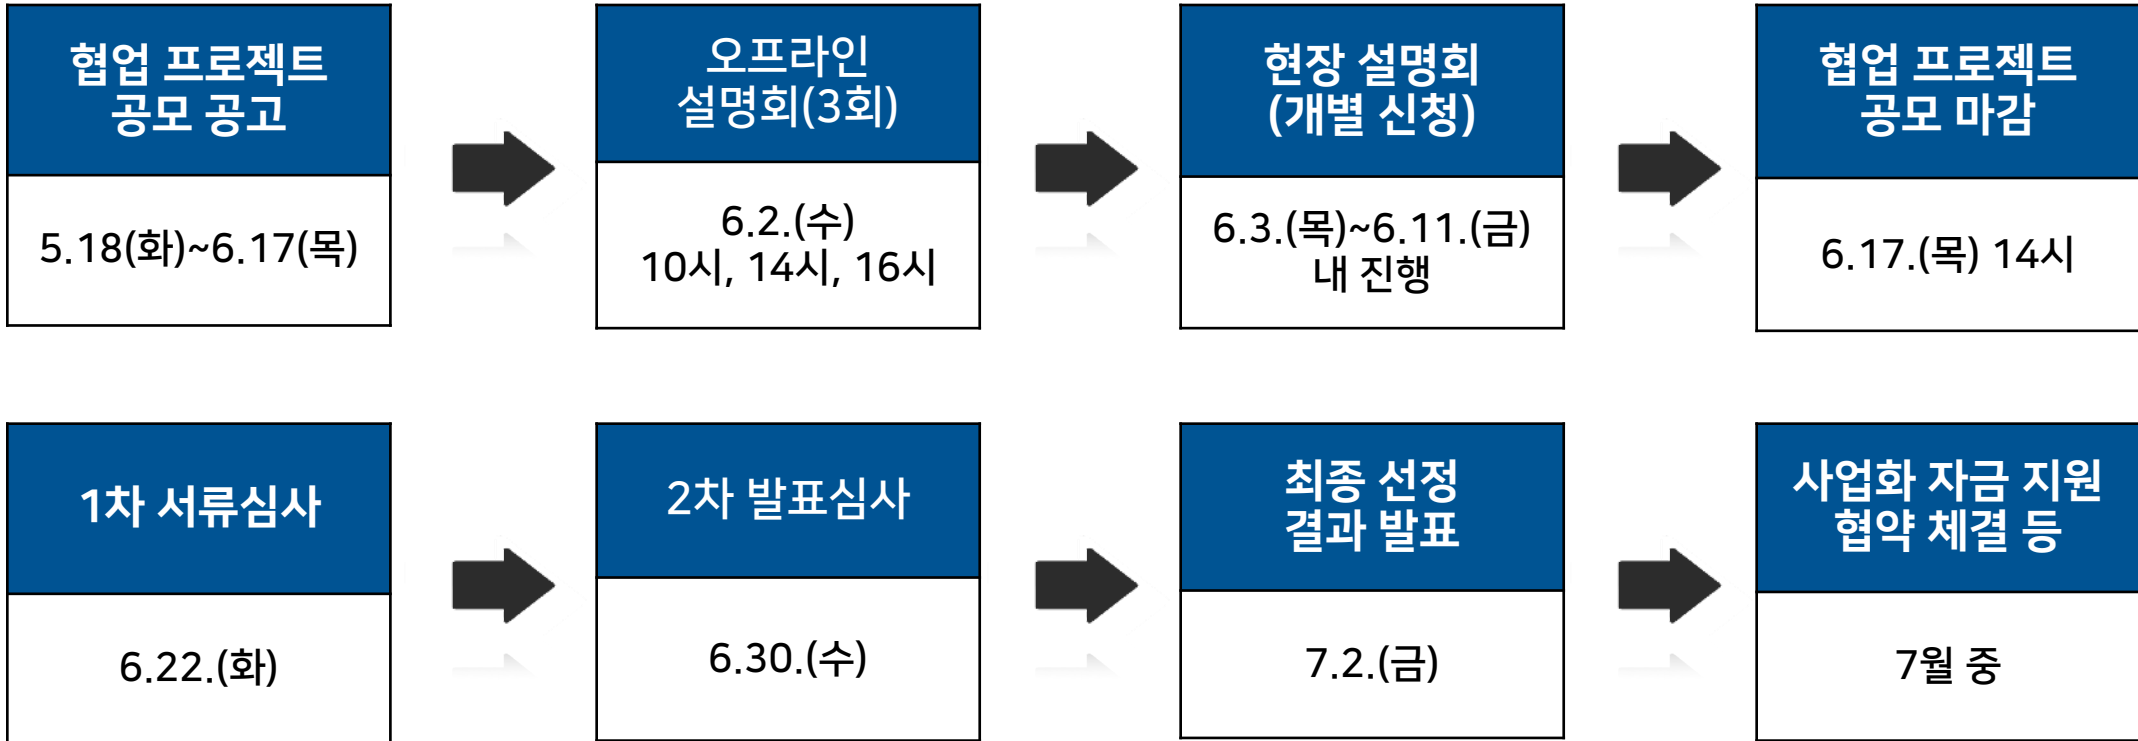 협업 프로젝트
공모 공고
5.18(화)~6.17(목)
오프라인
설명회(3회)
6.2.(수)
10시, 14시, 16시
현장 설명회
(개별 신청)
6.3.(목)~6.11.(금)
내 진행
협업 프로젝트
공모 마감
6.17.(목) 14시
1차 서류심사
6.22.(화)
2차 발표심사
6.30.(수)
최종 선정
결과 발표
7.2.(금)
사업화 자금 지원
협약 체결 등
7월 중